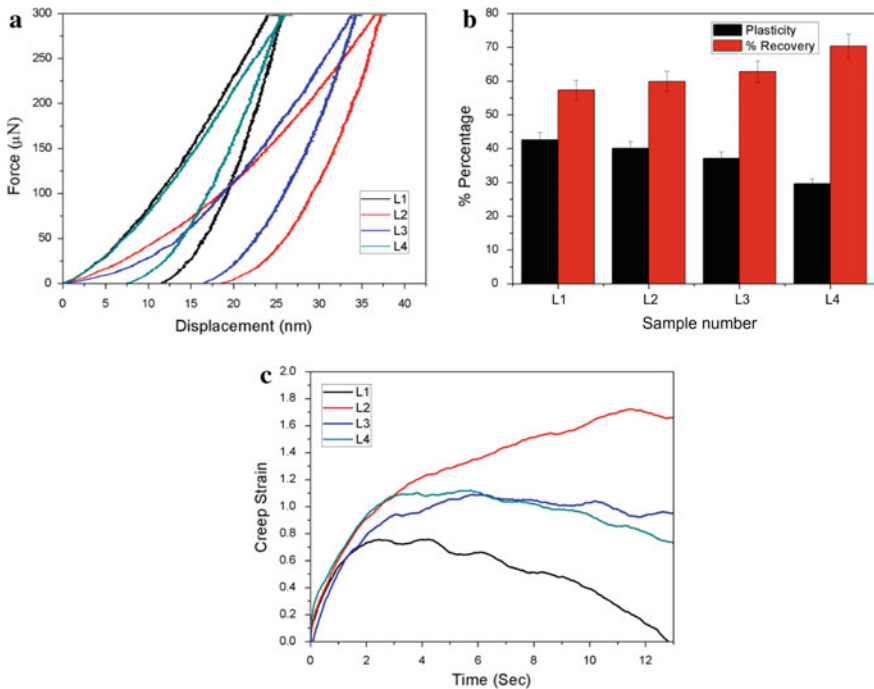 a
300
250
200
150
100
50
0
Force (μN)
L1
L2
L3
L4
0 5 10 15 20 25 30 35 40
Displacement (nm)
b
80
70
60
50
40
30
20
10
0
% Percentage
Plasticity
% Recovery
L1 L2 L3 L4
Sample number
c
2.0
1.8
1.6
1.4
1.2
1.0
0.8
0.6
0.4
0.2
0.0
Creep Strain
L1
L2
L3
L4
0 2 4 6 8 10 12
Time (Sec)